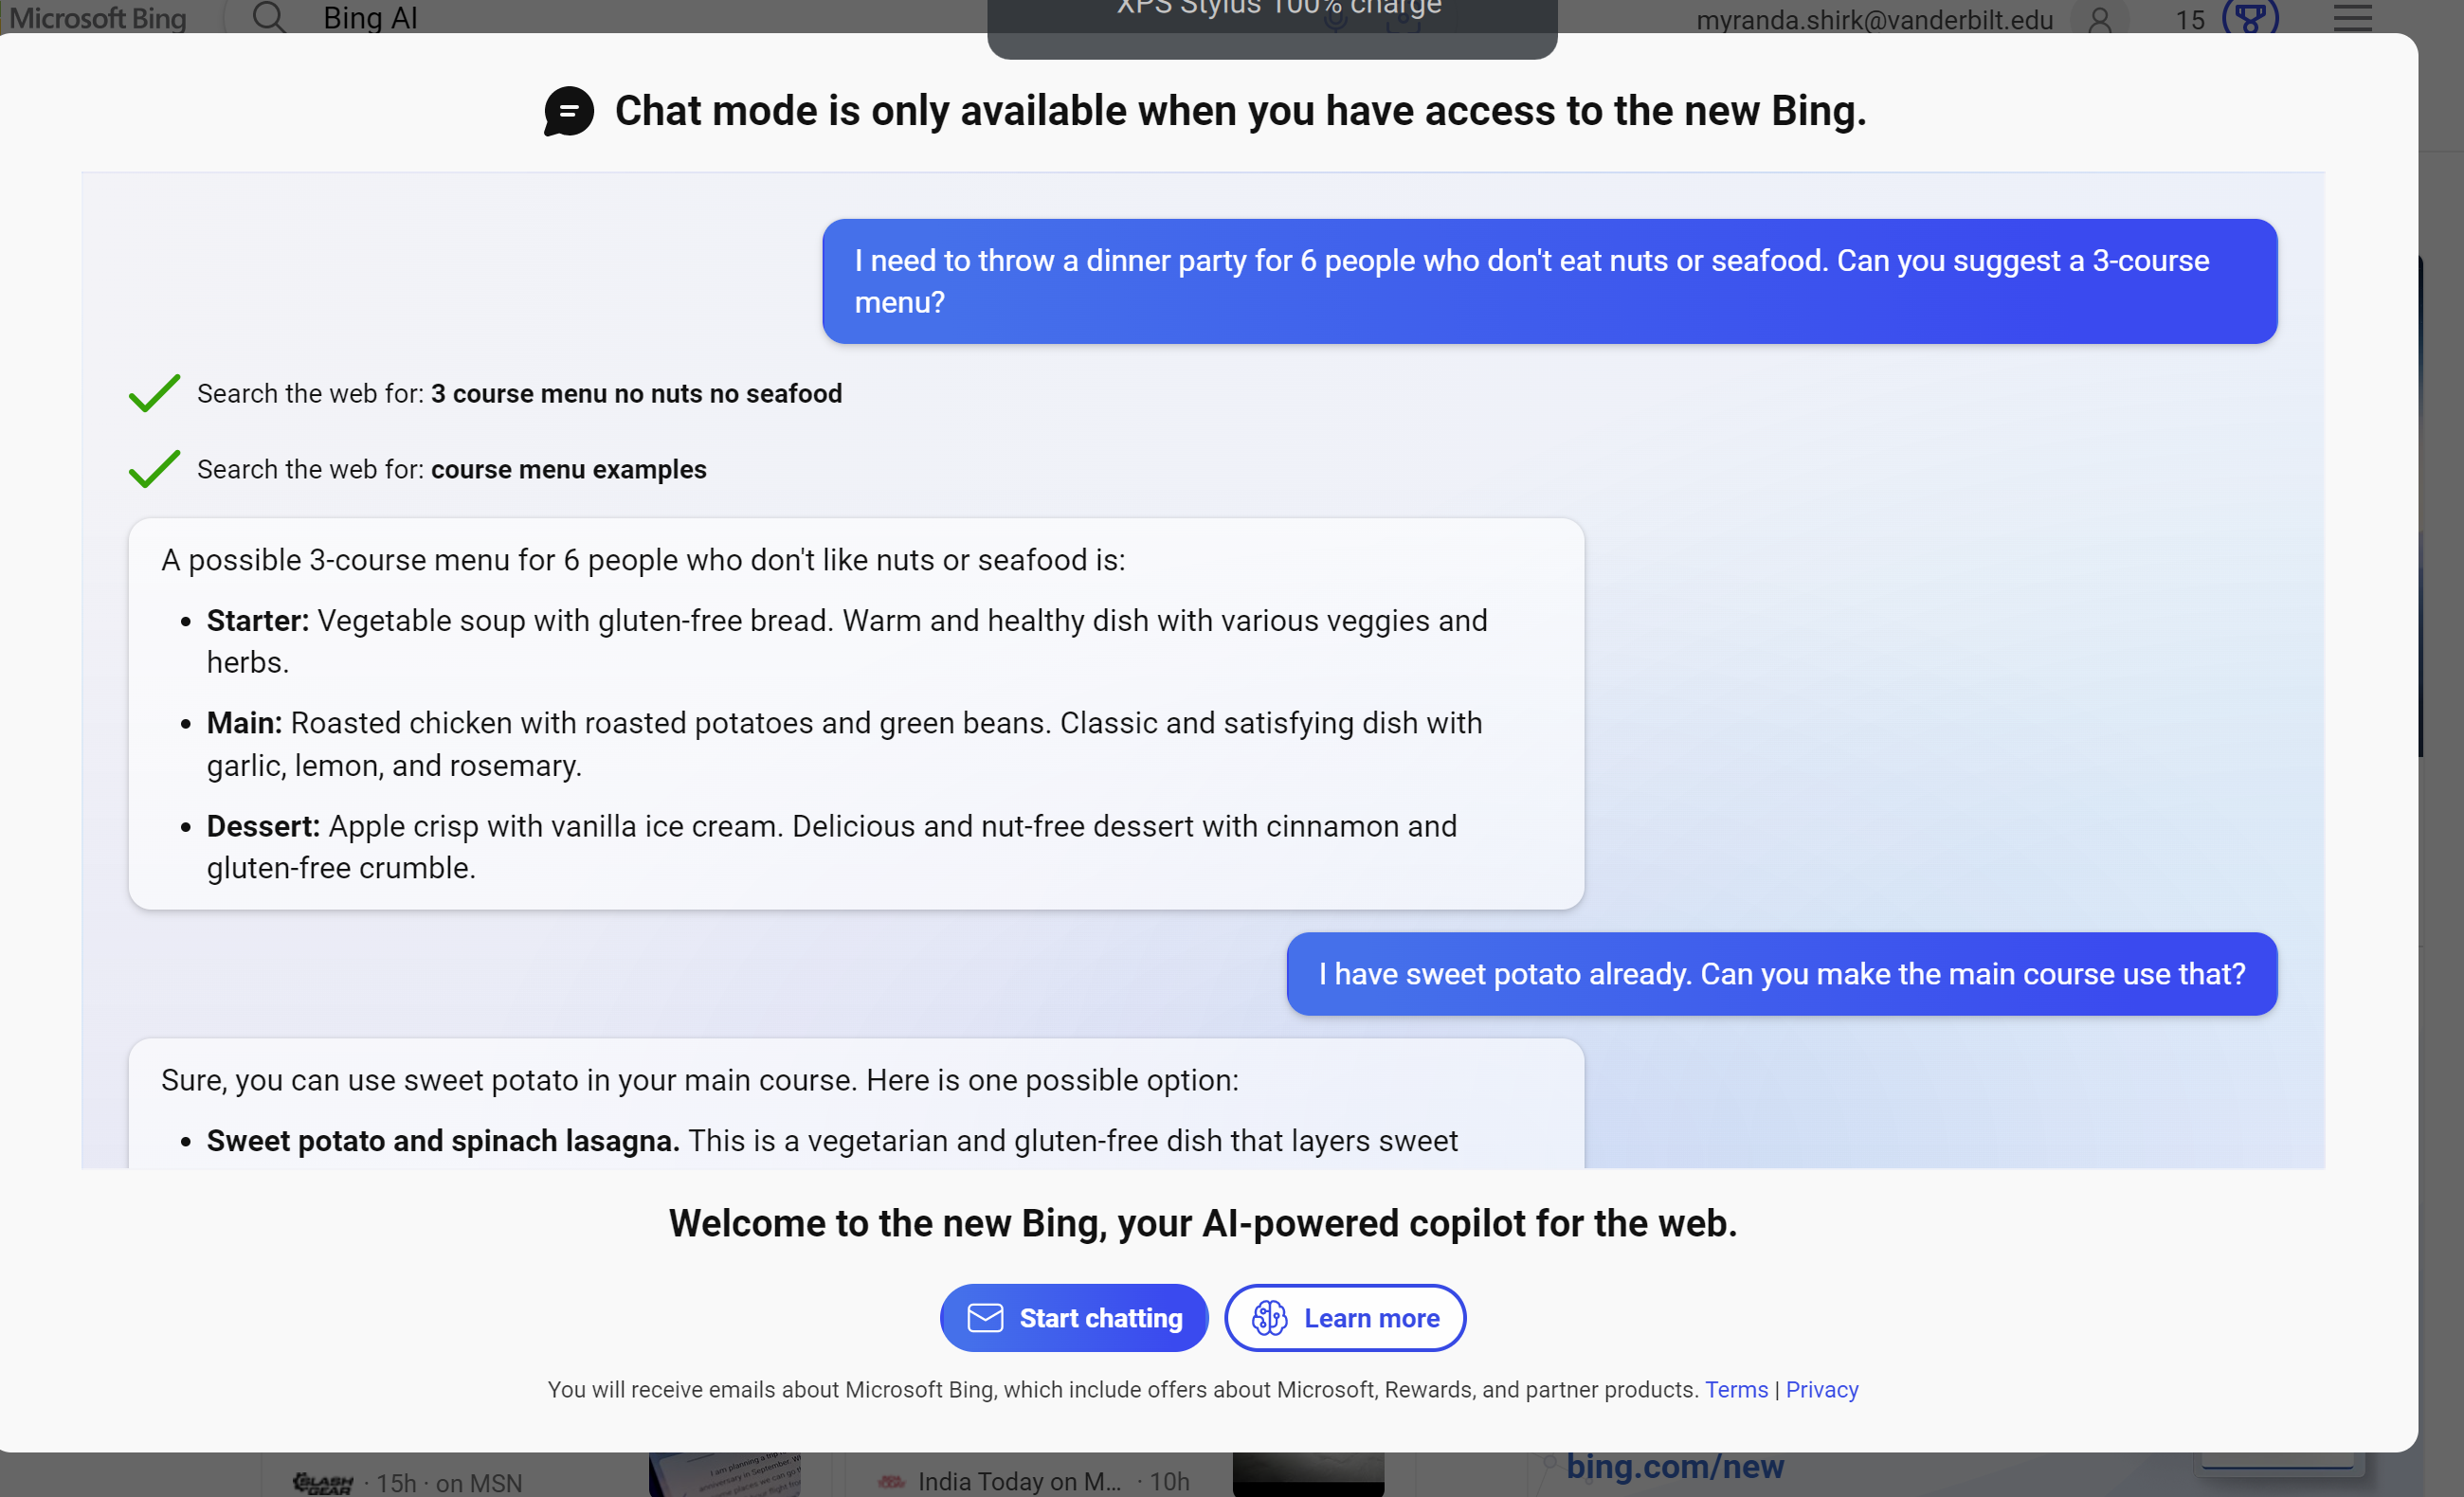 XPS Stylus 100% charge
Microsoft Bing
Bing AI
myranda.shirk@vanderbilt.edu
15
Chat mode is only available when you have access to the new Bing.
I need to throw a dinner party for 6 people who don't eat nuts or seafood. Can you suggest a 3-course
menu?
Search the web for: 3 course menu no nuts no seafood
Search the web for: course menu examples
A possible 3-course menu for 6 people who don't like nuts or seafood is:
• Starter: Vegetable soup with gluten-free bread. Warm and healthy dish with various veggies and
herbs.
• Main: Roasted chicken with roasted potatoes and green beans. Classic and satisfying dish with
garlic, lemon, and rosemary.
• Dessert: Apple crisp with vanilla ice cream. Delicious and nut-free dessert with cinnamon and
gluten-free crumble.
I have sweet potato already. Can you make the main course use that?
Sure, you can use sweet potato in your main course. Here is one possible option:
• Sweet potato and spinach lasagna. This is a vegetarian and gluten-free dish that layers sweet
Welcome to the new Bing, your AI-powered copilot for the web.
Start chatting
Learn more
You will receive emails about Microsoft Bing, which include offers about Microsoft, Rewards, and partner products. Terms | Privacy
SLASH
GEAR
· 15h · on MSN
I am planning a trip
anniversary in September.
India Today on M... · 10h
bing.com/new